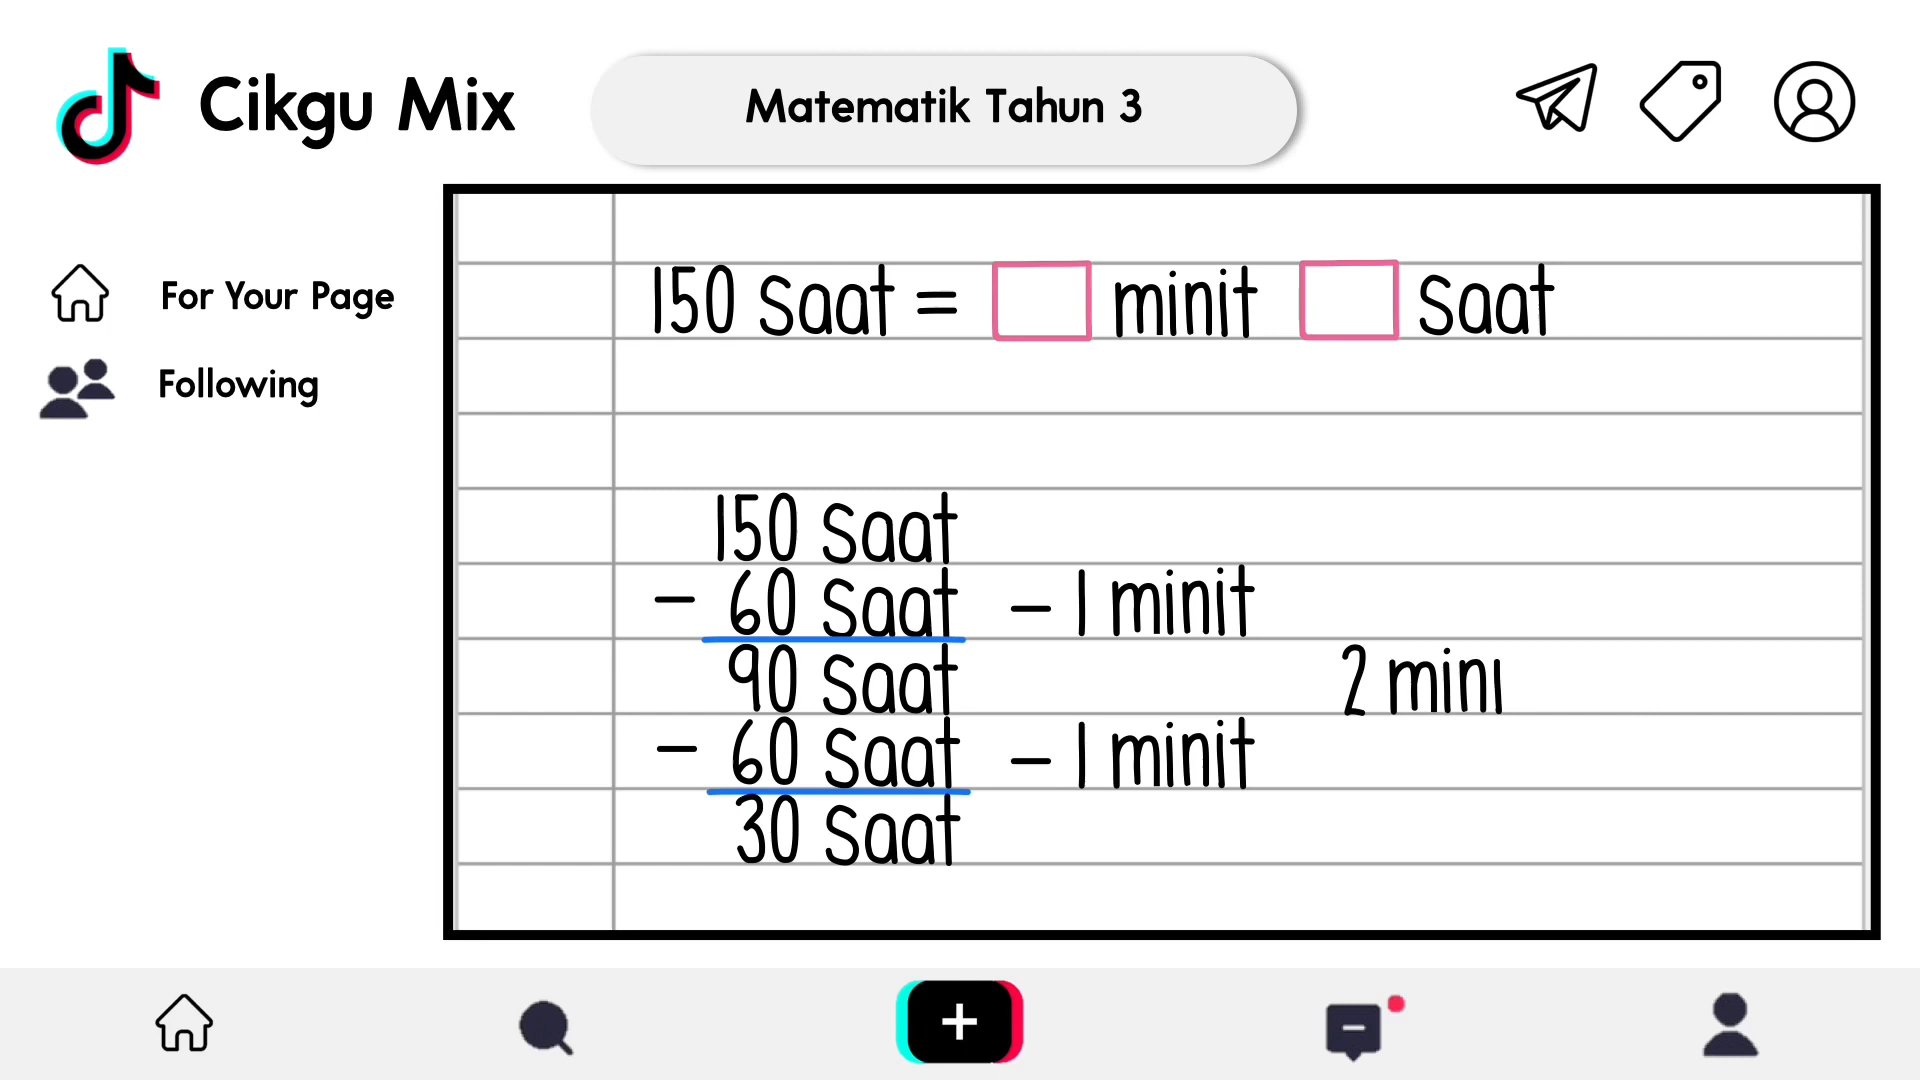 Cikgu Mix
Matematik Tahun 3
For Your Page
Following
150 saat = minit saat
150 saat
- 60 saat - 1 minit
90 saat
2 mini
- 60 saat - 1 minit
30 saat